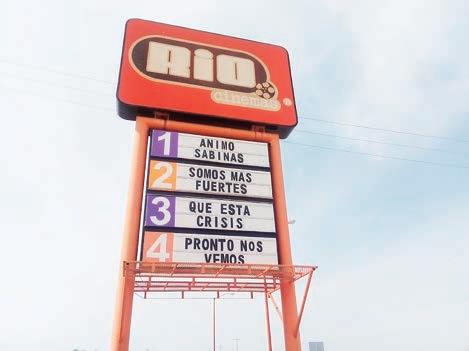 RIO
cinemas
1 ANIMO
SABINAS
2 SOMOS MAS
FUERTES
3 QUE ESTA
CRISIS
4 PRONTO NOS
VEMOS